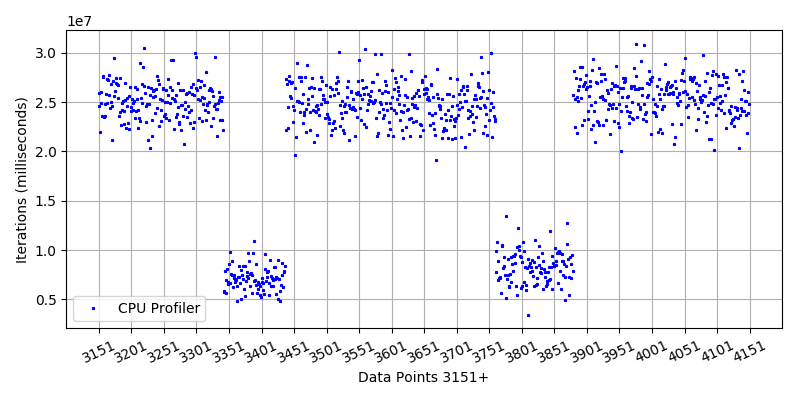 1e7
3.0
2.5
2.0
1.5
1.0
0.5
Iterations (milliseconds)
CPU Profiler
3151 3201 3251 3301 3351 3401 3451 3501 3551 3601 3651 3701 3751 3801 3851 3901 3951 4001 4051 4101 4151
Data Points 3151+